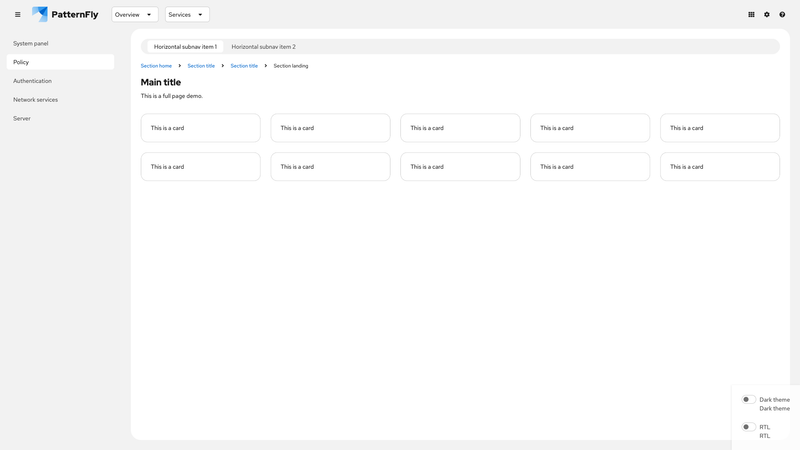 PatternFly
Overview
Services
System panel
Policy
Authentication
Network services
Server
Horizontal subnav item 1
Horizontal subnav item 2
Section home
Section title
Section title
Section landing
Main title
This is a full page demo.
This is a card
This is a card
This is a card
This is a card
This is a card
This is a card
This is a card
This is a card
This is a card
This is a card
Dark theme
Dark theme
RTL
RTL